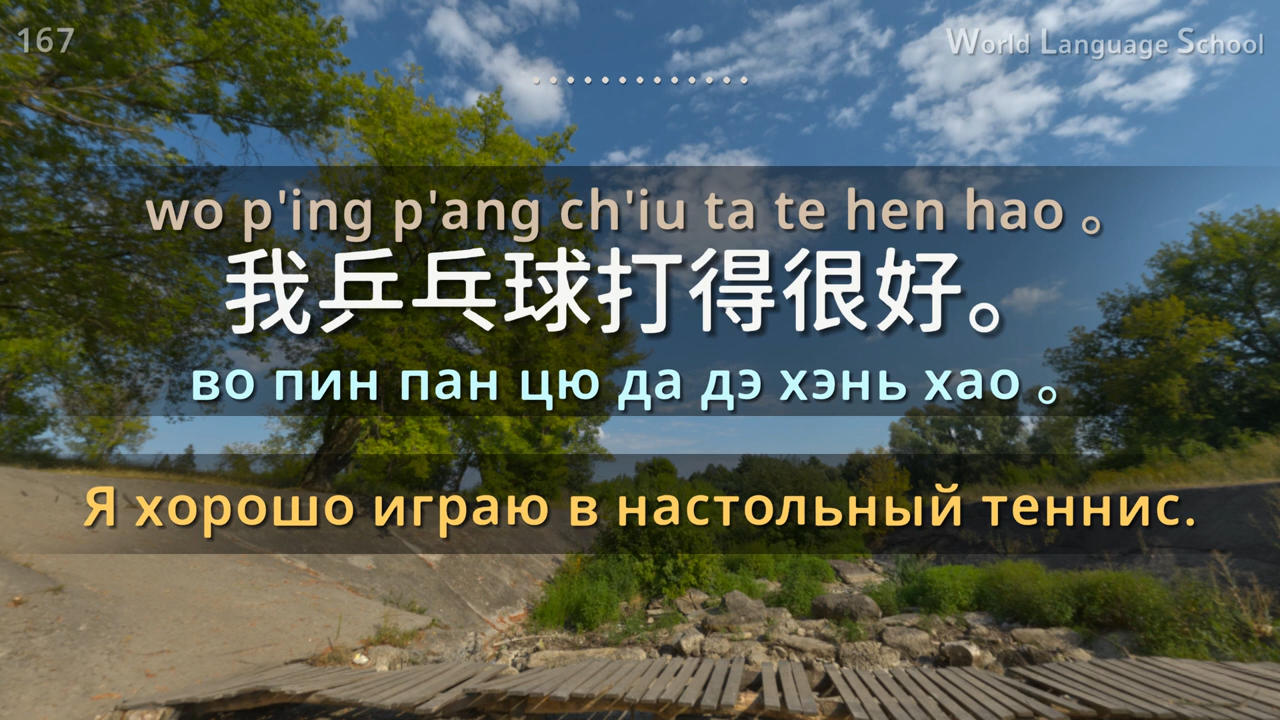 167
World Language School
wo p'ing p'ang ch'iu ta te hen hao 。
我乒乓球打得很好。
во пин пан цю да дэ хэнь хао 。
Я хорошо играю в настольный теннис.